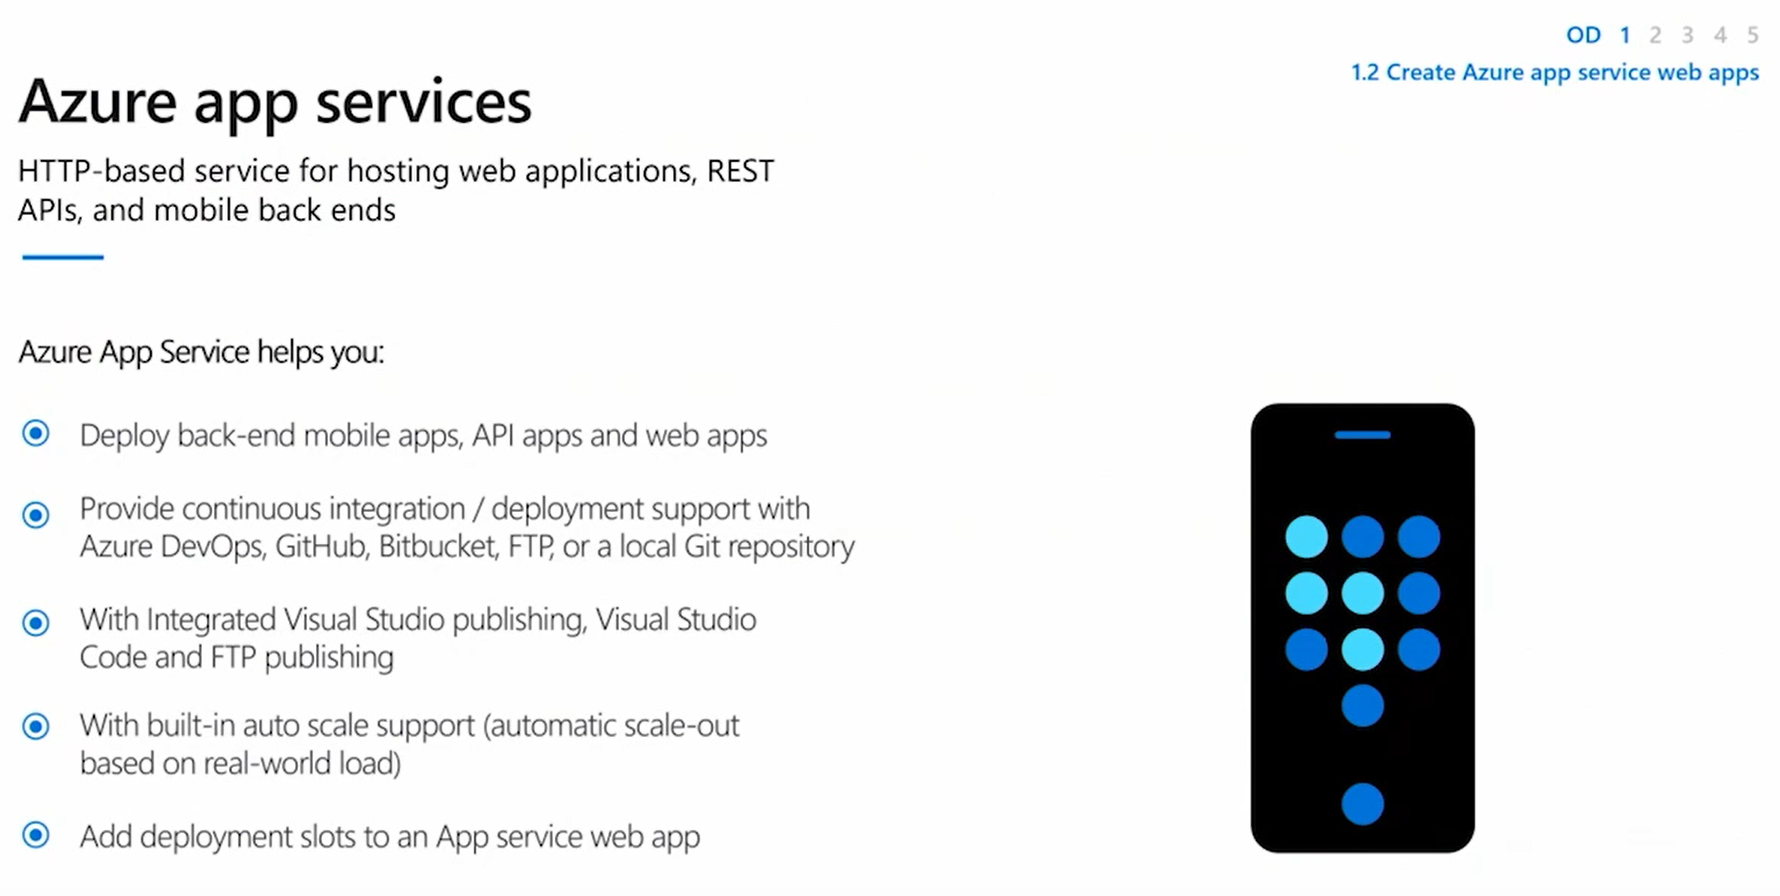 OD 1 2 3 4 5
1.2 Create Azure app service web apps
Azure app services
HTTP-based service for hosting web applications, REST
APIs, and mobile back ends
Azure App Service helps you:
Deploy back-end mobile apps, API apps and web apps
Provide continuous integration / deployment support with
Azure DevOps, GitHub, Bitbucket, FTP, or a local Git repository
With Integrated Visual Studio publishing, Visual Studio
Code and FTP publishing
With built-in auto scale support (automatic scale-out
based on real-world load)
Add deployment slots to an App service web app